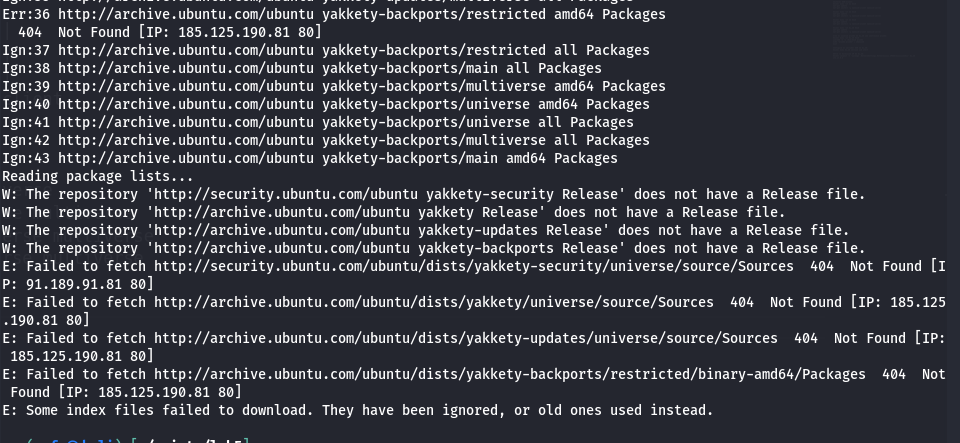 Err:36 http://archive.ubuntu.com/ubuntu yakkety-backports/restricted amd64 Packages
  404  Not Found [IP: 185.125.190.81 80]
Ign:37 http://archive.ubuntu.com/ubuntu yakkety-backports/restricted all Packages
Ign:38 http://archive.ubuntu.com/ubuntu yakkety-backports/main all Packages
Ign:39 http://archive.ubuntu.com/ubuntu yakkety-backports/multiverse amd64 Packages
Ign:40 http://archive.ubuntu.com/ubuntu yakkety-backports/universe amd64 Packages
Ign:41 http://archive.ubuntu.com/ubuntu yakkety-backports/universe all Packages
Ign:42 http://archive.ubuntu.com/ubuntu yakkety-backports/multiverse all Packages
Ign:43 http://archive.ubuntu.com/ubuntu yakkety-backports/main amd64 Packages
Reading package lists...
W: The repository 'http://security.ubuntu.com/ubuntu yakkety-security Release' does not have a Release file.
W: The repository 'http://archive.ubuntu.com/ubuntu yakkety Release' does not have a Release file.
W: The repository 'http://archive.ubuntu.com/ubuntu yakkety-updates Release' does not have a Release file.
W: The repository 'http://archive.ubuntu.com/ubuntu yakkety-backports Release' does not have a Release file.
E: Failed to fetch http://security.ubuntu.com/ubuntu/dists/yakkety-security/universe/source/Sources  404  Not Found [I
P: 91.189.91.81 80]
E: Failed to fetch http://archive.ubuntu.com/ubuntu/dists/yakkety/universe/source/Sources  404  Not Found [IP: 185.125
.190.81 80]
E: Failed to fetch http://archive.ubuntu.com/ubuntu/dists/yakkety-updates/universe/source/Sources  404  Not Found [IP:
 185.125.190.81 80]
E: Failed to fetch http://archive.ubuntu.com/ubuntu/dists/yakkety-backports/restricted/binary-amd64/Packages  404  Not
 Found [IP: 185.125.190.81 80]
E: Some index files failed to download. They have been ignored, or old ones used instead.